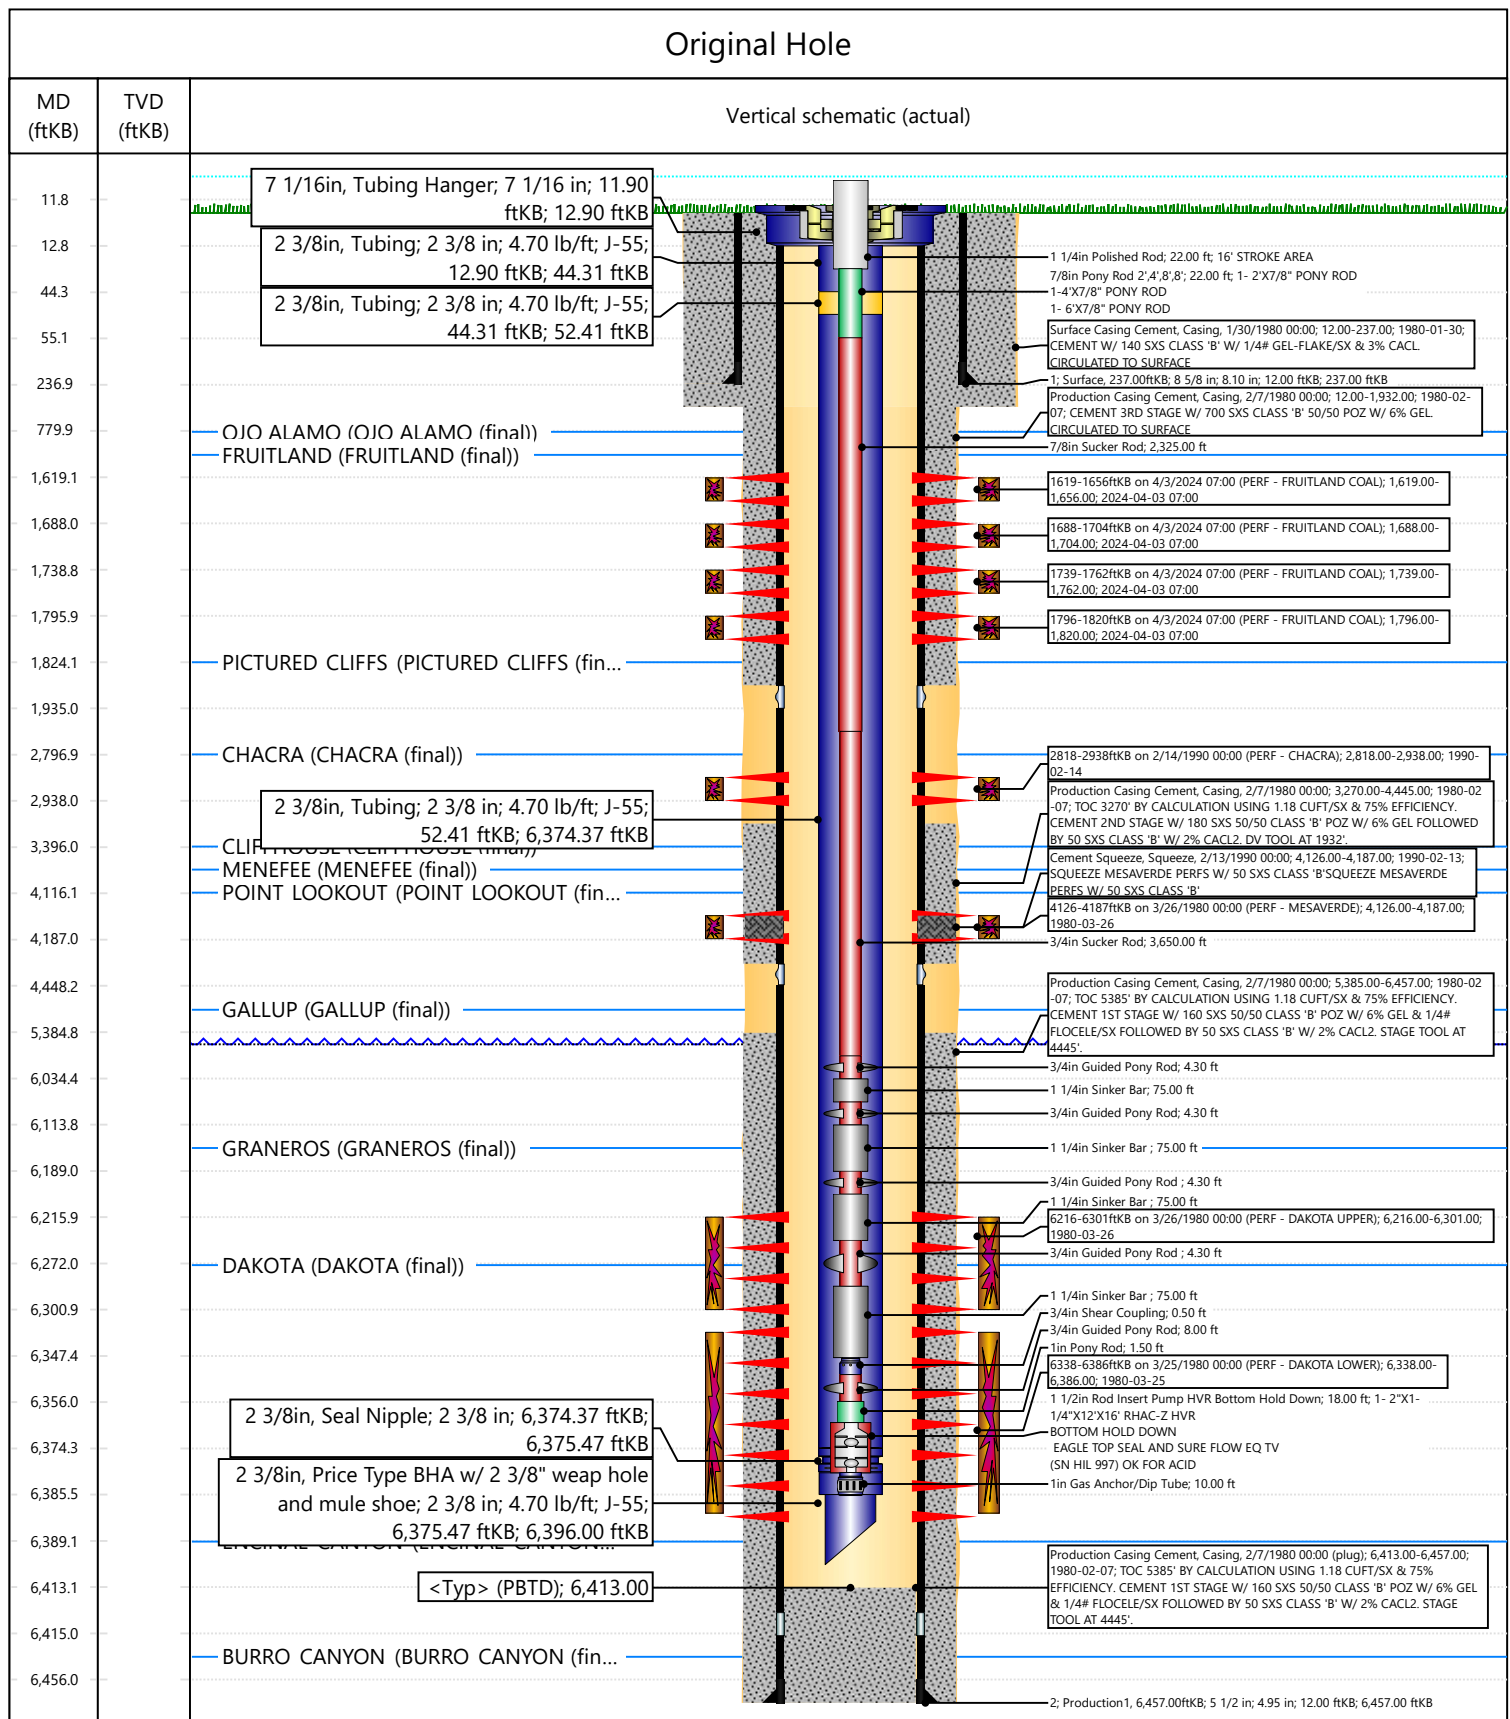 Original Hole
MD
(ftKB)
TVD
(ftKB)
Vertical schematic (actual)
11.8
12.8
44.3
55.1
236.9
779.9
1,619.1
1,688.0
1,738.8
1,795.9
1,824.1
1,935.0
2,796.9
2,938.0
3,396.0
4,116.1
4,187.0
4,448.2
5,384.8
6,034.4
6,113.8
6,189.0
6,215.9
6,272.0
6,300.9
6,347.4
6,356.0
6,374.3
6,385.5
6,389.1
6,413.1
6,415.0
6,456.0
7 1/16in, Tubing Hanger; 7 1/16 in; 11.90
ftKB; 12.90 ftKB
2 3/8in, Tubing; 2 3/8 in; 4.70 lb/ft; J-55;
12.90 ftKB; 44.31 ftKB
2 3/8in, Tubing; 2 3/8 in; 4.70 lb/ft; J-55;
44.31 ftKB; 52.41 ftKB
OJO ALAMO (OJO ALAMO (final))
FRUITLAND (FRUITLAND (final))
PICTURED CLIFFS (PICTURED CLIFFS (fin...
CHACRA (CHACRA (final))
2 3/8in, Tubing; 2 3/8 in; 4.70 lb/ft; J-55;
52.41 ftKB; 6,374.37 ftKB
CLIFFHOUSE (CLIFFHOUSE (final))
MENEFEE (MENEFEE (final))
POINT LOOKOUT (POINT LOOKOUT (fin...
GALLUP (GALLUP (final))
GRANEROS (GRANEROS (final))
DAKOTA (DAKOTA (final))
2 3/8in, Seal Nipple; 2 3/8 in; 6,374.37 ftKB;
6,375.47 ftKB
2 3/8in, Price Type BHA w/ 2 3/8" weap hole
and mule shoe; 2 3/8 in; 4.70 lb/ft; J-55;
6,375.47 ftKB; 6,396.00 ftKB
ENCINAL CANYON (ENCINAL CANYON...
<Typ> (PBTD); 6,413.00
BURRO CANYON (BURRO CANYON (fin...
1 1/4in Polished Rod; 22.00 ft; 16' STROKE AREA
7/8in Pony Rod 2',4',8',8'; 22.00 ft; 1- 2'X7/8" PONY ROD
1-4'X7/8" PONY ROD
1- 6'X7/8" PONY ROD
Surface Casing Cement, Casing, 1/30/1980 00:00; 12.00-237.00; 1980-01-30;
CEMENT W/ 140 SXS CLASS 'B' W/ 1/4# GEL-FLAKE/SX & 3% CACL.
CIRCULATED TO SURFACE
1; Surface, 237.00ftKB; 8 5/8 in; 8.10 in; 12.00 ftKB; 237.00 ftKB
Production Casing Cement, Casing, 2/7/1980 00:00; 12.00-1,932.00; 1980-02-
07; CEMENT 3RD STAGE W/ 700 SXS CLASS 'B' 50/50 POZ W/ 6% GEL.
CIRCULATED TO SURFACE
7/8in Sucker Rod; 2,325.00 ft
1619-1656ftKB on 4/3/2024 07:00 (PERF - FRUITLAND COAL); 1,619.00-
1,656.00; 2024-04-03 07:00
1688-1704ftKB on 4/3/2024 07:00 (PERF - FRUITLAND COAL); 1,688.00-
1,704.00; 2024-04-03 07:00
1739-1762ftKB on 4/3/2024 07:00 (PERF - FRUITLAND COAL); 1,739.00-
1,762.00; 2024-04-03 07:00
1796-1820ftKB on 4/3/2024 07:00 (PERF - FRUITLAND COAL); 1,796.00-
1,820.00; 2024-04-03 07:00
2818-2938ftKB on 2/14/1990 00:00 (PERF - CHACRA); 2,818.00-2,938.00; 1990-
02-14
Production Casing Cement, Casing, 2/7/1980 00:00; 3,270.00-4,445.00; 1980-02
-07; TOC 3270' BY CALCULATION USING 1.18 CUFT/SX & 75% EFFICIENCY.
CEMENT 2ND STAGE W/ 180 SXS 50/50 CLASS 'B' POZ W/ 6% GEL FOLLOWED
BY 50 SXS CLASS 'B' W/ 2% CACL2. DV TOOL AT 1932'.
Cement Squeeze, Squeeze, 2/13/1990 00:00; 4,126.00-4,187.00; 1990-02-13;
SQUEEZE MESAVERDE PERFS W/ 50 SXS CLASS 'B'SQUEEZE MESAVERDE
PERFS W/ 50 SXS CLASS 'B'
4126-4187ftKB on 3/26/1980 00:00 (PERF - MESAVERDE); 4,126.00-4,187.00;
1980-03-26
3/4in Sucker Rod; 3,650.00 ft
Production Casing Cement, Casing, 2/7/1980 00:00; 5,385.00-6,457.00; 1980-02
-07; TOC 5385' BY CALCULATION USING 1.18 CUFT/SX & 75% EFFICIENCY.
CEMENT 1ST STAGE W/ 160 SXS 50/50 CLASS 'B' POZ W/ 6% GEL & 1/4#
FLOCELE/SX FOLLOWED BY 50 SXS CLASS 'B' W/ 2% CACL2. STAGE TOOL AT
4445'.
3/4in Guided Pony Rod; 4.30 ft
1 1/4in Sinker Bar; 75.00 ft
3/4in Guided Pony Rod; 4.30 ft
1 1/4in Sinker Bar ; 75.00 ft
3/4in Guided Pony Rod ; 4.30 ft
1 1/4in Sinker Bar ; 75.00 ft
6216-6301ftKB on 3/26/1980 00:00 (PERF - DAKOTA UPPER); 6,216.00-6,301.00;
1980-03-26
3/4in Guided Pony Rod ; 4.30 ft
1 1/4in Sinker Bar ; 75.00 ft
3/4in Shear Coupling; 0.50 ft
3/4in Guided Pony Rod; 8.00 ft
1in Pony Rod; 1.50 ft
6338-6386ftKB on 3/25/1980 00:00 (PERF - DAKOTA LOWER); 6,338.00-
6,386.00; 1980-03-25
1 1/2in Rod Insert Pump HVR Bottom Hold Down; 18.00 ft; 1- 2"X1-
1/4"X12'X16' RHAC-Z HVR
BOTTOM HOLD DOWN
EAGLE TOP SEAL AND SURE FLOW EQ TV
(SN HIL 997) OK FOR ACID
1in Gas Anchor/Dip Tube; 10.00 ft
Production Casing Cement, Casing, 2/7/1980 00:00 (plug); 6,413.00-6,457.00;
1980-02-07; TOC 5385' BY CALCULATION USING 1.18 CUFT/SX & 75%
EFFICIENCY. CEMENT 1ST STAGE W/ 160 SXS 50/50 CLASS 'B' POZ W/ 6% GEL
& 1/4# FLOCELE/SX FOLLOWED BY 50 SXS CLASS 'B' W/ 2% CACL2. STAGE
TOOL AT 4445'.
2; Production1, 6,457.00ftKB; 5 1/2 in; 4.95 in; 12.00 ftKB; 6,457.00 ftKB